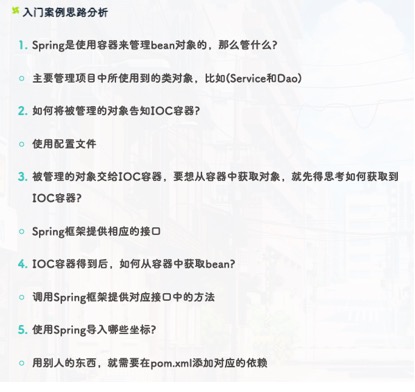 入门案例思路分析
1. Spring是使用容器来管理bean对象的，那么管什么?
主要管理项目中所使用到的类对象，比如(Service和Dao)
2. 如何将被管理的对象告知IOC容器?
使用配置文件
3. 被管理的对象交给IOC容器，要想从容器中获取对象，就先得思考如何获取到
IOC容器?
Spring框架提供相应的接口
4. IOC容器得到后，如何从容器中获取bean?
调用Spring框架提供对应接口中的方法
5. 使用Spring导入哪些坐标?
用别人的东西，就需要在pom.xml添加对应的依赖